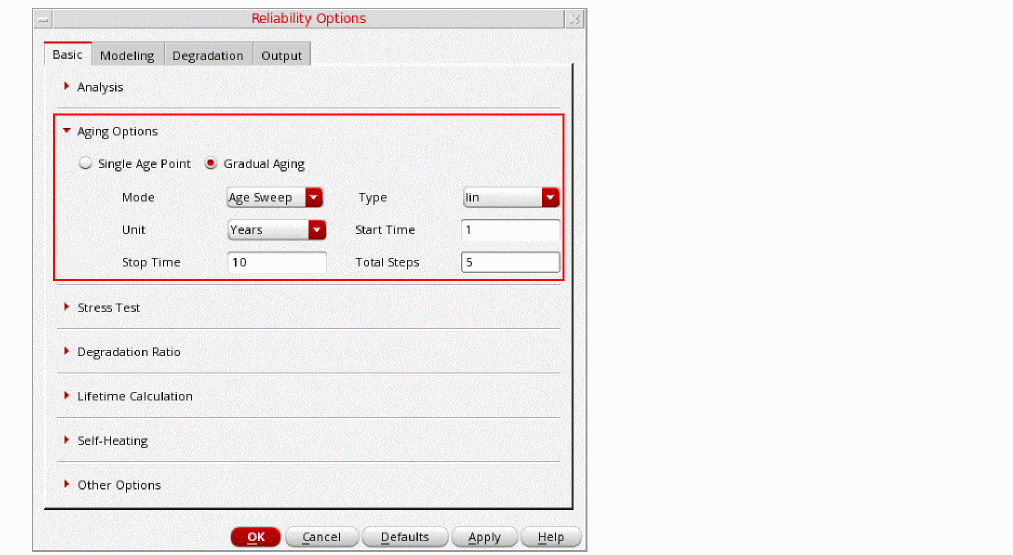 Reliability Options
Basic Modeling Degradation Output
Analysis
Aging Options
Single Age Point Gradual Aging
Mode Age Sweep Type lin
Unit Years Start Time 1
Stop Time 10 Total Steps 5
Stress Test
Degradation Ratio
Lifetime Calculation
Self-Heating
Other Options
OK Cancel Defaults Apply Help